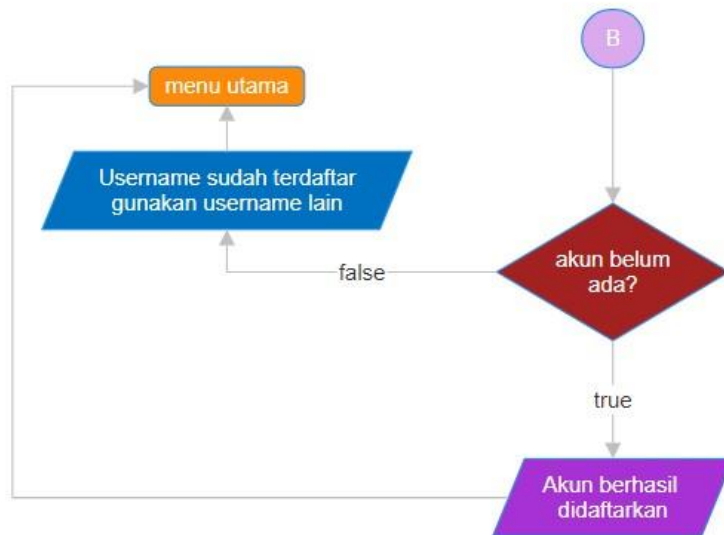 B
menu utama
Username sudah terdaftar
gunakan username lain
akun belum
ada?
false
true
Akun berhasil
didaftarkan